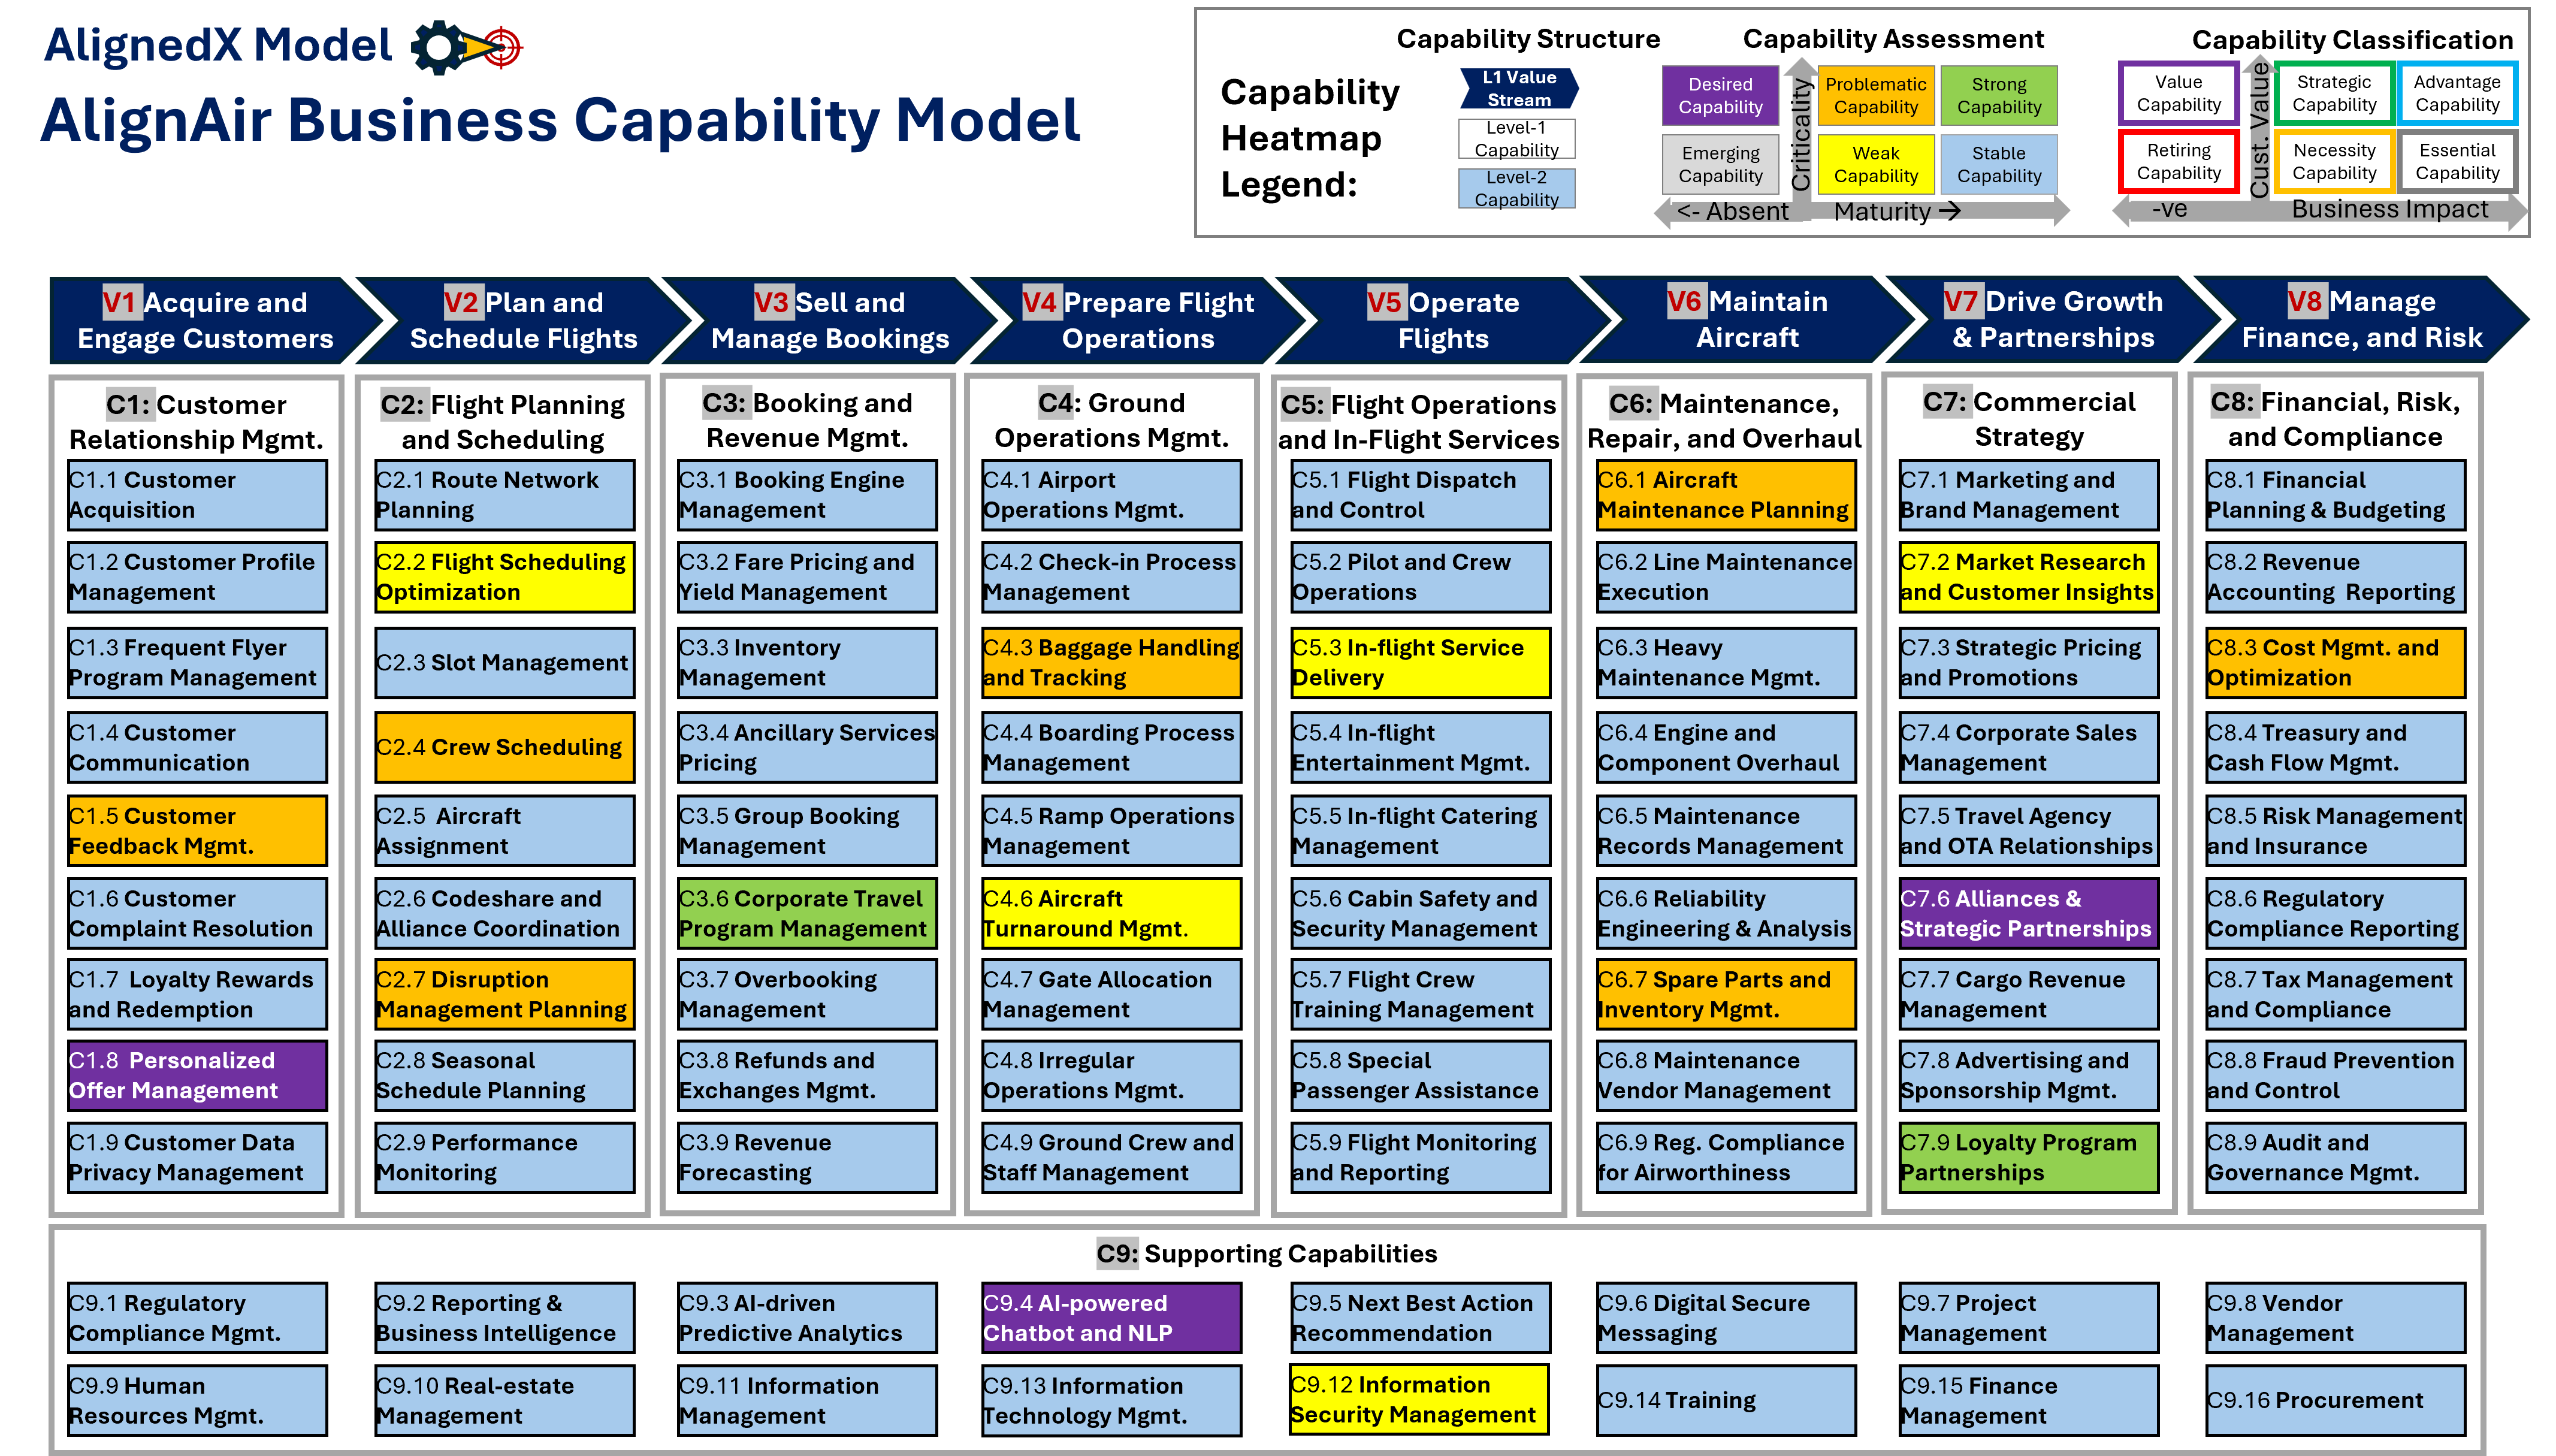 AlignedX Model
AlignAir Business Capability Model
Capability
Heatmap
Legend:
Capability Structure
L1 Value
Stream
Level-1
Capability
Level-2
Capability
Capability Assessment
Desired
Capability
Problematic
Capability
Strong
Capability
Emerging
Capability
Weak
Capability
Stable
Capability
Criticality
<- Absent
Maturity →
Capability Classification
Value
Capability
Strategic
Capability
Advantage
Capability
Retiring
Capability
Necessity
Capability
Essential
Capability
Cust. Value
-ve
Business Impact
V1 Acquire and
Engage Customers
V2 Plan and
Schedule Flights
V3 Sell and
Manage Bookings
V4 Prepare Flight
Operations
V5 Operate
Flights
V6 Maintain
Aircraft
V7 Drive Growth
& Partnerships
V8 Manage
Finance, and Risk
C1: Customer
Relationship Mgmt.
C1.1 Customer
Acquisition
C1.2 Customer Profile
Management
C1.3 Frequent Flyer
Program Management
C1.4 Customer
Communication
C1.5 Customer
Feedback Mgmt.
C1.6 Customer
Complaint Resolution
C1.7 Loyalty Rewards
and Redemption
C1.8 Personalized
Offer Management
C1.9 Customer Data
Privacy Management
C2: Flight Planning
and Scheduling
C2.1 Route Network
Planning
C2.2 Flight Scheduling
Optimization
C2.3 Slot Management
C2.4 Crew Scheduling
C2.5 Aircraft
Assignment
C2.6 Codeshare and
Alliance Coordination
C2.7 Disruption
Management Planning
C2.8 Seasonal
Schedule Planning
C2.9 Performance
Monitoring
C3: Booking and
Revenue Mgmt.
C3.1 Booking Engine
Management
C3.2 Fare Pricing and
Yield Management
C3.3 Inventory
Management
C3.4 Ancillary Services
Pricing
C3.5 Group Booking
Management
C3.6 Corporate Travel
Program Management
C3.7 Overbooking
Management
C3.8 Refunds and
Exchanges Mgmt.
C3.9 Revenue
Forecasting
C4: Ground
Operations Mgmt.
C4.1 Airport
Operations Mgmt.
C4.2 Check-in Process
Management
C4.3 Baggage Handling
and Tracking
C4.4 Boarding Process
Management
C4.5 Ramp Operations
Management
C4.6 Aircraft
Turnaround Mgmt.
C4.7 Gate Allocation
Management
C4.8 Irregular
Operations Mgmt.
C4.9 Ground Crew and
Staff Management
C5: Flight Operations
and In-Flight Services
C5.1 Flight Dispatch
and Control
C5.2 Pilot and Crew
Operations
C5.3 In-flight Service
Delivery
C5.4 In-flight
Entertainment Mgmt.
C5.5 In-flight Catering
Management
C5.6 Cabin Safety and
Security Management
C5.7 Flight Crew
Training Management
C5.8 Special
Passenger Assistance
C5.9 Flight Monitoring
and Reporting
C6: Maintenance,
Repair, and Overhaul
C6.1 Aircraft
Maintenance Planning
C6.2 Line Maintenance
Execution
C6.3 Heavy
Maintenance Mgmt.
C6.4 Engine and
Component Overhaul
C6.5 Maintenance
Records Management
C6.6 Reliability
Engineering & Analysis
C6.7 Spare Parts and
Inventory Mgmt.
C6.8 Maintenance
Vendor Management
C6.9 Reg. Compliance
for Airworthiness
C7: Commercial
Strategy
C7.1 Marketing and
Brand Management
C7.2 Market Research
and Customer Insights
C7.3 Strategic Pricing
and Promotions
C7.4 Corporate Sales
Management
C7.5 Travel Agency
and OTA Relationships
C7.6 Alliances &
Strategic Partnerships
C7.7 Cargo Revenue
Management
C7.8 Advertising and
Sponsorship Mgmt.
C7.9 Loyalty Program
Partnerships
C8: Financial, Risk,
and Compliance
C8.1 Financial
Planning & Budgeting
C8.2 Revenue
Accounting Reporting
C8.3 Cost Mgmt. and
Optimization
C8.4 Treasury and
Cash Flow Mgmt.
C8.5 Risk Management
and Insurance
C8.6 Regulatory
Compliance Reporting
C8.7 Tax Management
and Compliance
C8.8 Fraud Prevention
and Control
C8.9 Audit and
Governance Mgmt.
C9: Supporting Capabilities
C9.1 Regulatory
Compliance Mgmt.
C9.2 Reporting &
Business Intelligence
C9.3 AI-driven
Predictive Analytics
C9.4 AI-powered
Chatbot and NLP
C9.5 Next Best Action
Recommendation
C9.6 Digital Secure
Messaging
C9.7 Project
Management
C9.8 Vendor
Management
C9.9 Human
Resources Mgmt.
C9.10 Real-estate
Management
C9.11 Information
Management
C9.13 Information
Technology Mgmt.
C9.12 Information
Security Management
C9.14 Training
C9.15 Finance
Management
C9.16 Procurement